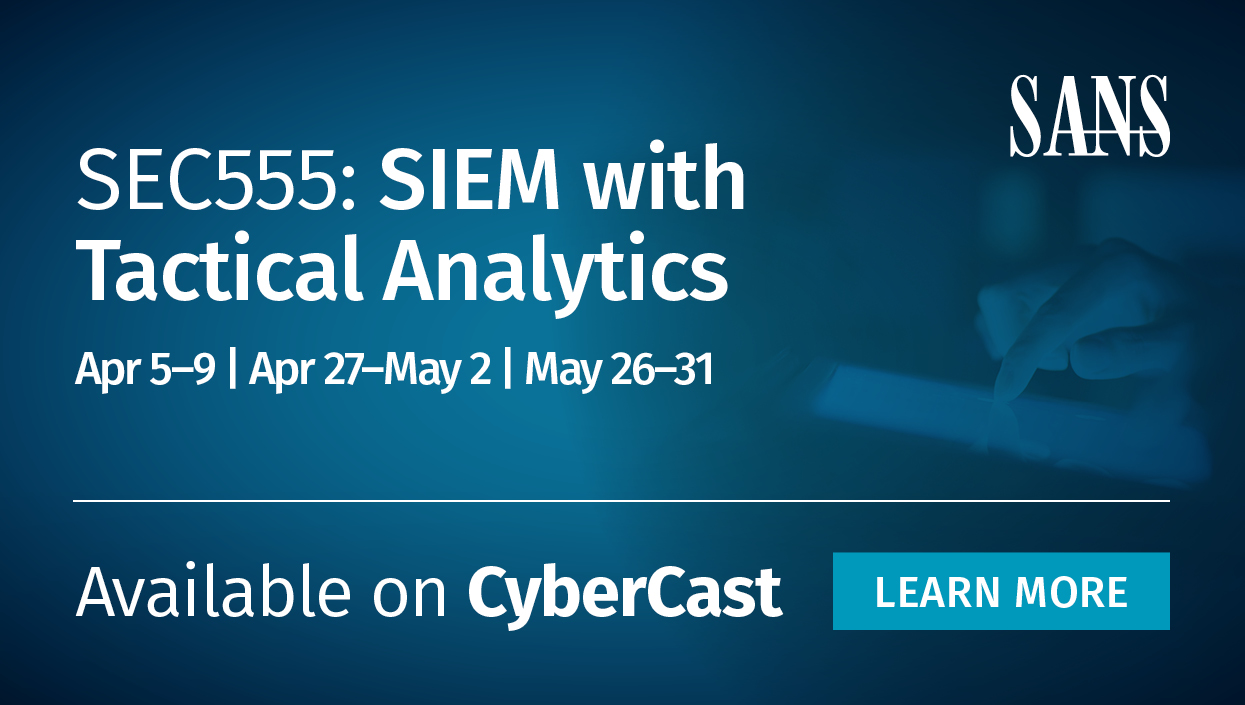 SANS
SEC555: SIEM with
Tactical Analytics
Apr 5–9 | Apr 27–May 2 | May 26–31
Available on CyberCast
LEARN MORE